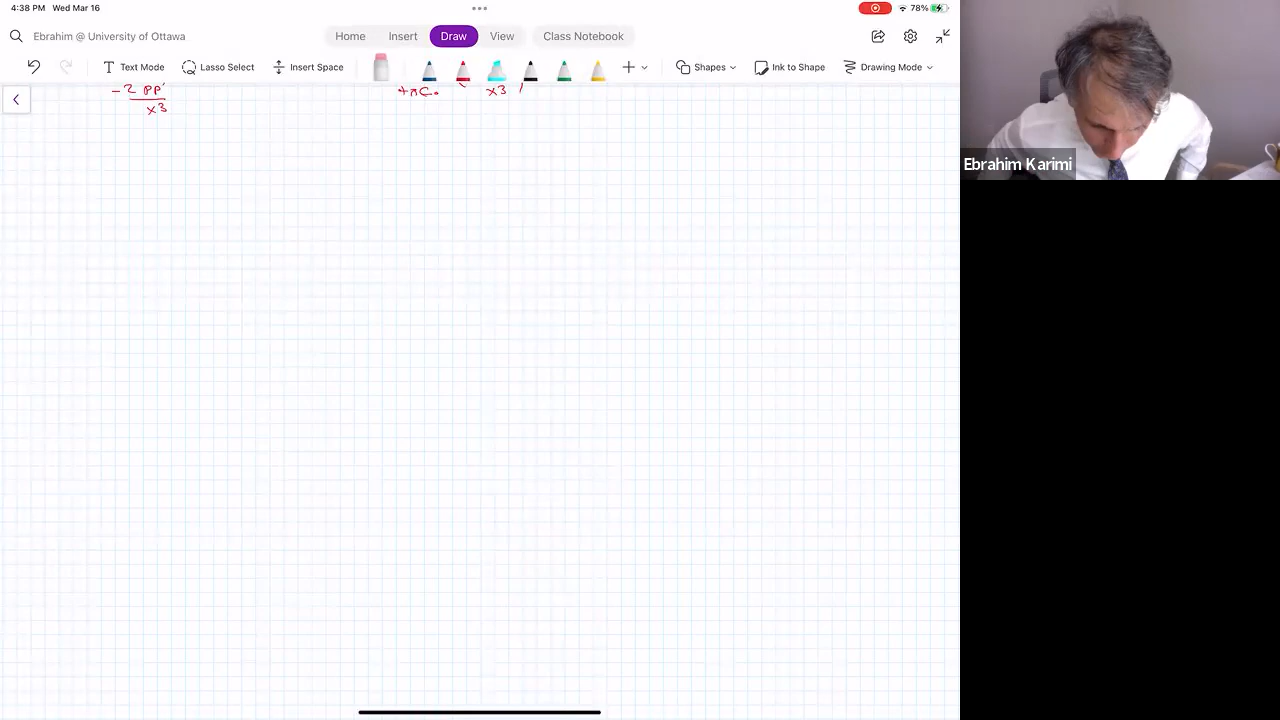 4:38 PM Wed Mar 16
78%
Ebrahim @ University of Ottawa
Home Insert Draw View Class Notebook
Text Mode Lasso Select Insert Space Shapes Ink to Shape Drawing Mode
-2 PP'
x3
x3
Ebrahim Karimi